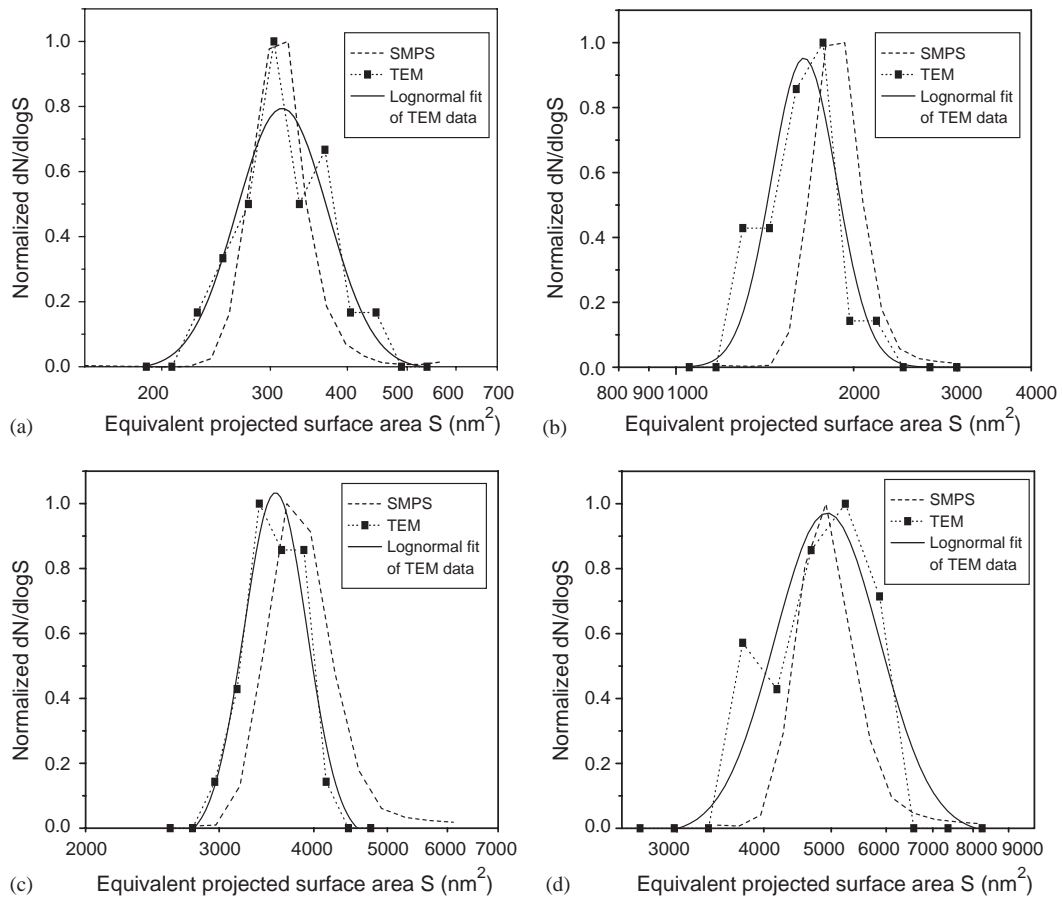 1.0
0.8
0.6
0.4
0.2
0.0
Normalized dN/dlogS
SMPS
TEM
Lognormal fit
of TEM data
200 300 400 500 600 700
(a) Equivalent projected surface area S (nm²)
1.0
0.8
0.6
0.4
0.2
0.0
Normalized dN/dlogS
SMPS
TEM
Lognormal fit
of TEM data
800 900 1000 2000 3000 4000
(b) Equivalent projected surface area S (nm²)
1.0
0.8
0.6
0.4
0.2
0.0
Normalized dN/dlogS
SMPS
TEM
Lognormal fit
of TEM data
2000 3000 4000 5000 6000 7000
(c) Equivalent projected surface area S (nm²)
1.0
0.8
0.6
0.4
0.2
0.0
Normalized dN/dlogS
SMPS
TEM
Lognormal fit
of TEM data
3000 4000 5000 6000 7000 8000 9000
(d) Equivalent projected surface area S (nm²)